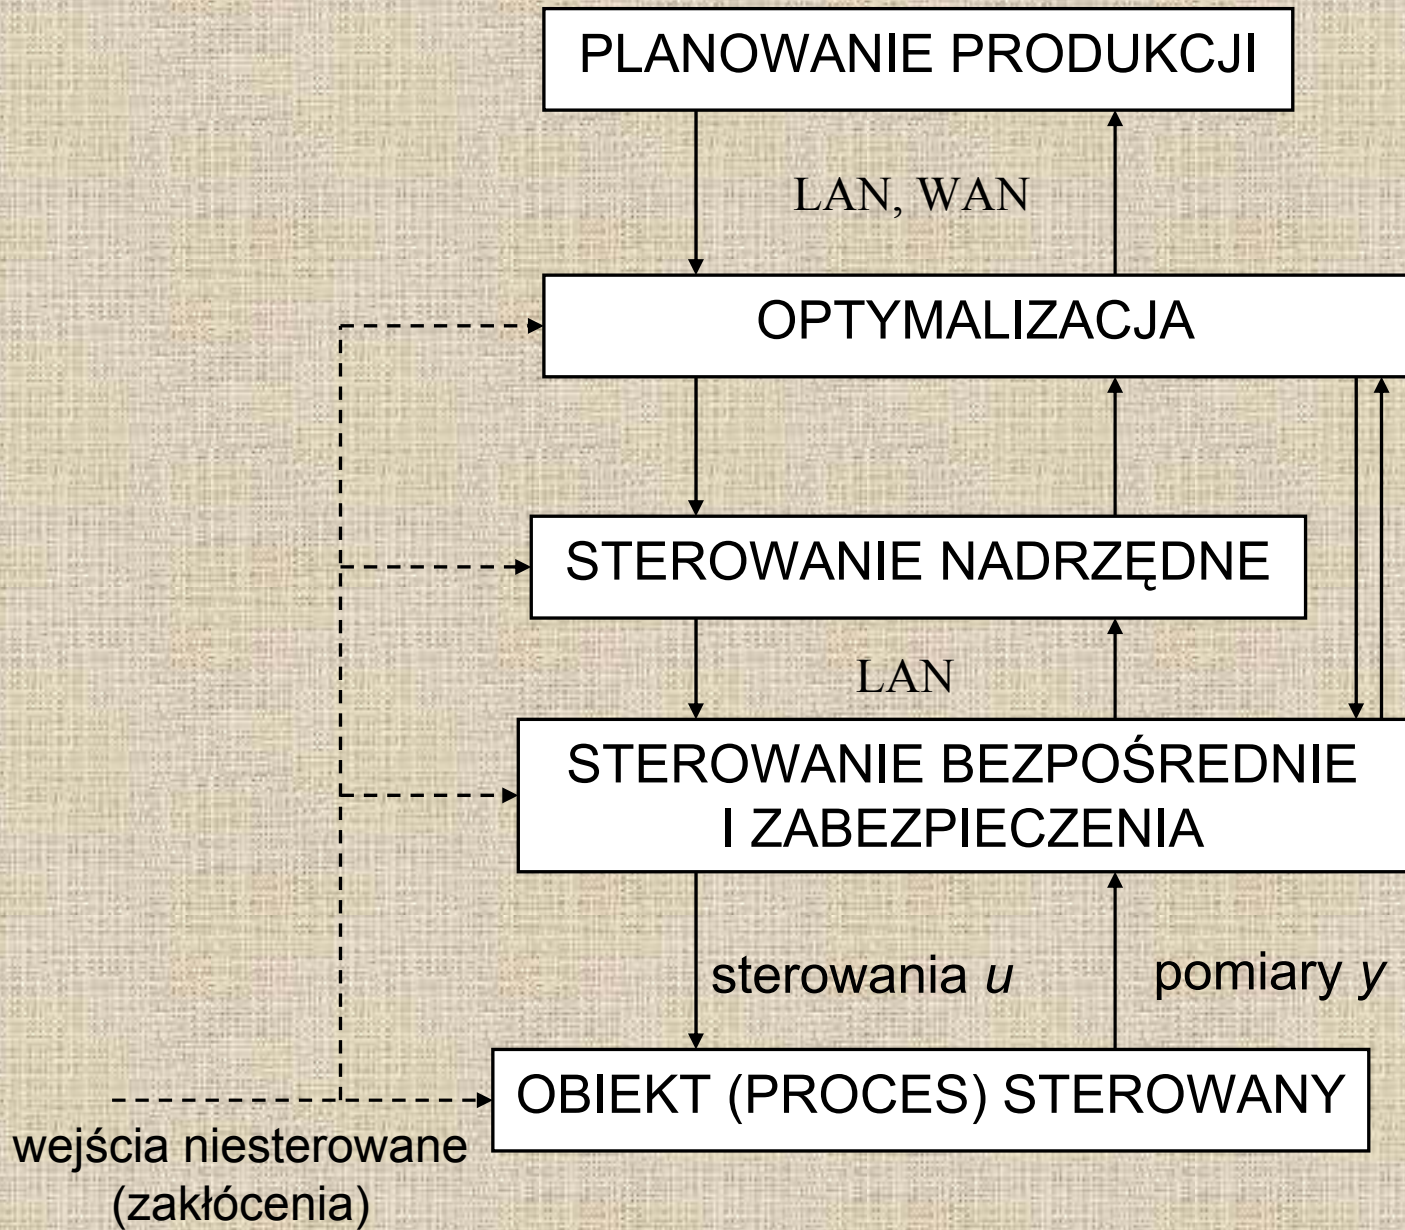 PLANOWANIE PRODUKCJI
LAN, WAN
OPTYMALIZACJA
STEROWANIE NADRZĘDNE
LAN
STEROWANIE BEZPOŚREDNIE
I ZABEZPIECZENIA
sterowania u
pomiary y
OBIEKT (PROCES) STEROWANY
wejścia niesterowane
(zakłócenia)